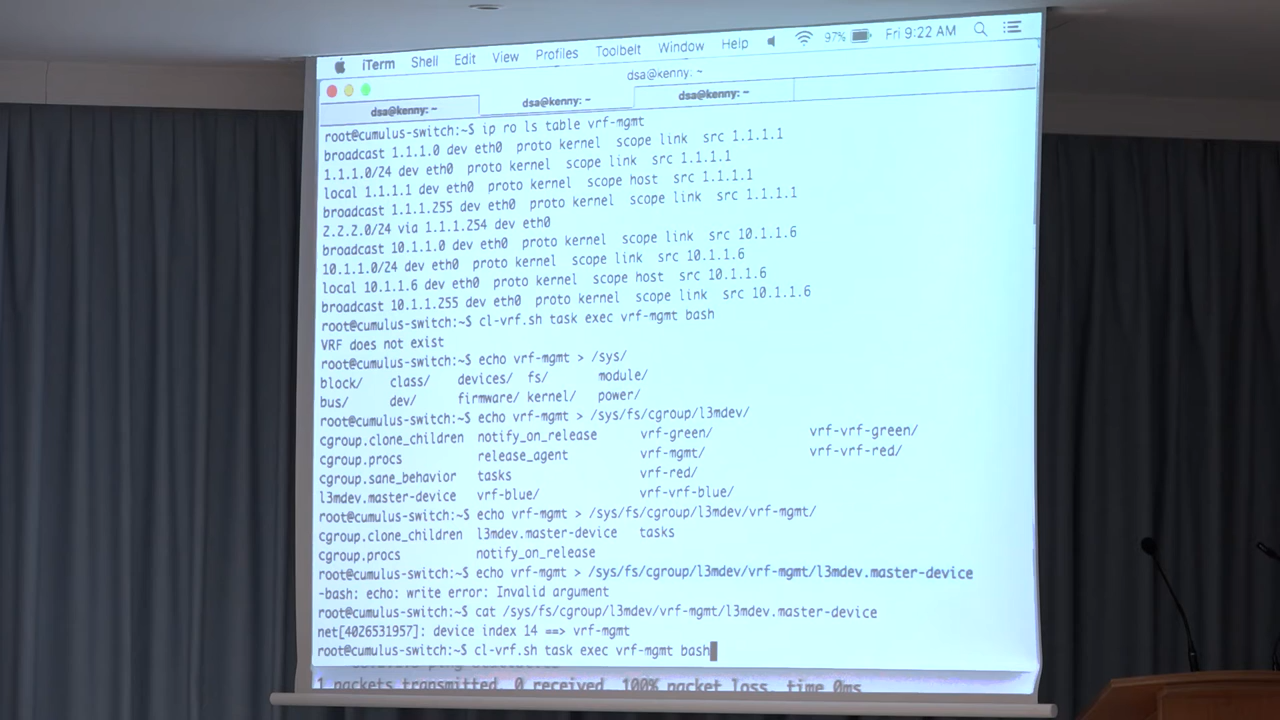 iTerm Shell Edit View Profiles Toolbelt Window Help 97% Fri 9:22 AM
dsa@kenny: ~
dsa@kenny: ~ dsa@kenny: ~ dsa@kenny: ~
root@cumulus-switch:~$ ip ro ls table vrf-mgmt
broadcast 1.1.1.0 dev eth0 proto kernel scope link src 1.1.1.1
1.1.1.0/24 dev eth0 proto kernel scope link src 1.1.1.1
local 1.1.1.1 dev eth0 proto kernel scope host src 1.1.1.1
broadcast 1.1.1.255 dev eth0 proto kernel scope link src 1.1.1.1
2.2.2.0/24 via 1.1.1.254 dev eth0
broadcast 10.1.1.0 dev eth0 proto kernel scope link src 10.1.1.6
10.1.1.0/24 dev eth0 proto kernel scope link src 10.1.1.6
local 10.1.1.6 dev eth0 proto kernel scope host src 10.1.1.6
broadcast 10.1.1.255 dev eth0 proto kernel scope link src 10.1.1.6
root@cumulus-switch:~$ cl-vrf.sh task exec vrf-mgmt bash
VRF does not exist
root@cumulus-switch:~$ echo vrf-mgmt > /sys/
block/ class/ devices/ fs/ module/
bus/ dev/ firmware/ kernel/ power/
root@cumulus-switch:~$ echo vrf-mgmt > /sys/fs/cgroup/l3mdev/
cgroup.clone_children notify_on_release vrf-green/ vrf-vrf-green/
cgroup.procs release_agent vrf-mgmt/ vrf-vrf-red/
cgroup.sane_behavior tasks vrf-red/
l3mdev.master-device vrf-blue/ vrf-vrf-blue/
root@cumulus-switch:~$ echo vrf-mgmt > /sys/fs/cgroup/l3mdev/vrf-mgmt/
cgroup.clone_children l3mdev.master-device tasks
cgroup.procs notify_on_release
root@cumulus-switch:~$ echo vrf-mgmt > /sys/fs/cgroup/l3mdev/vrf-mgmt/l3mdev.master-device
-bash: echo: write error: Invalid argument
root@cumulus-switch:~$ cat /sys/fs/cgroup/l3mdev/vrf-mgmt/l3mdev.master-device
net[4026531957]: device index 14 ==> vrf-mgmt
root@cumulus-switch:~$ cl-vrf.sh task exec vrf-mgmt bash
1 packets transmitted, 0 received, 100% packet loss, time 0ms